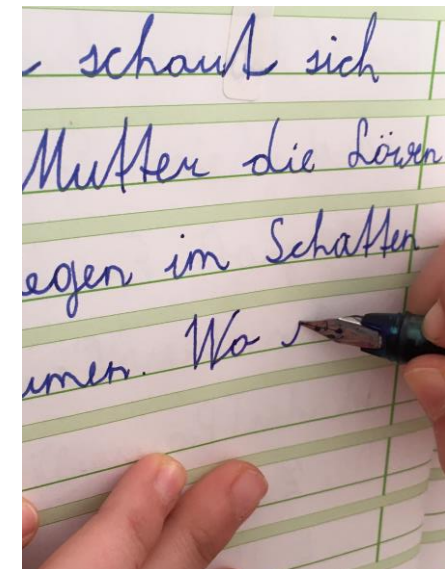 schaut sich
Mutter die Löwen
egen im Schatten
umen. Wo